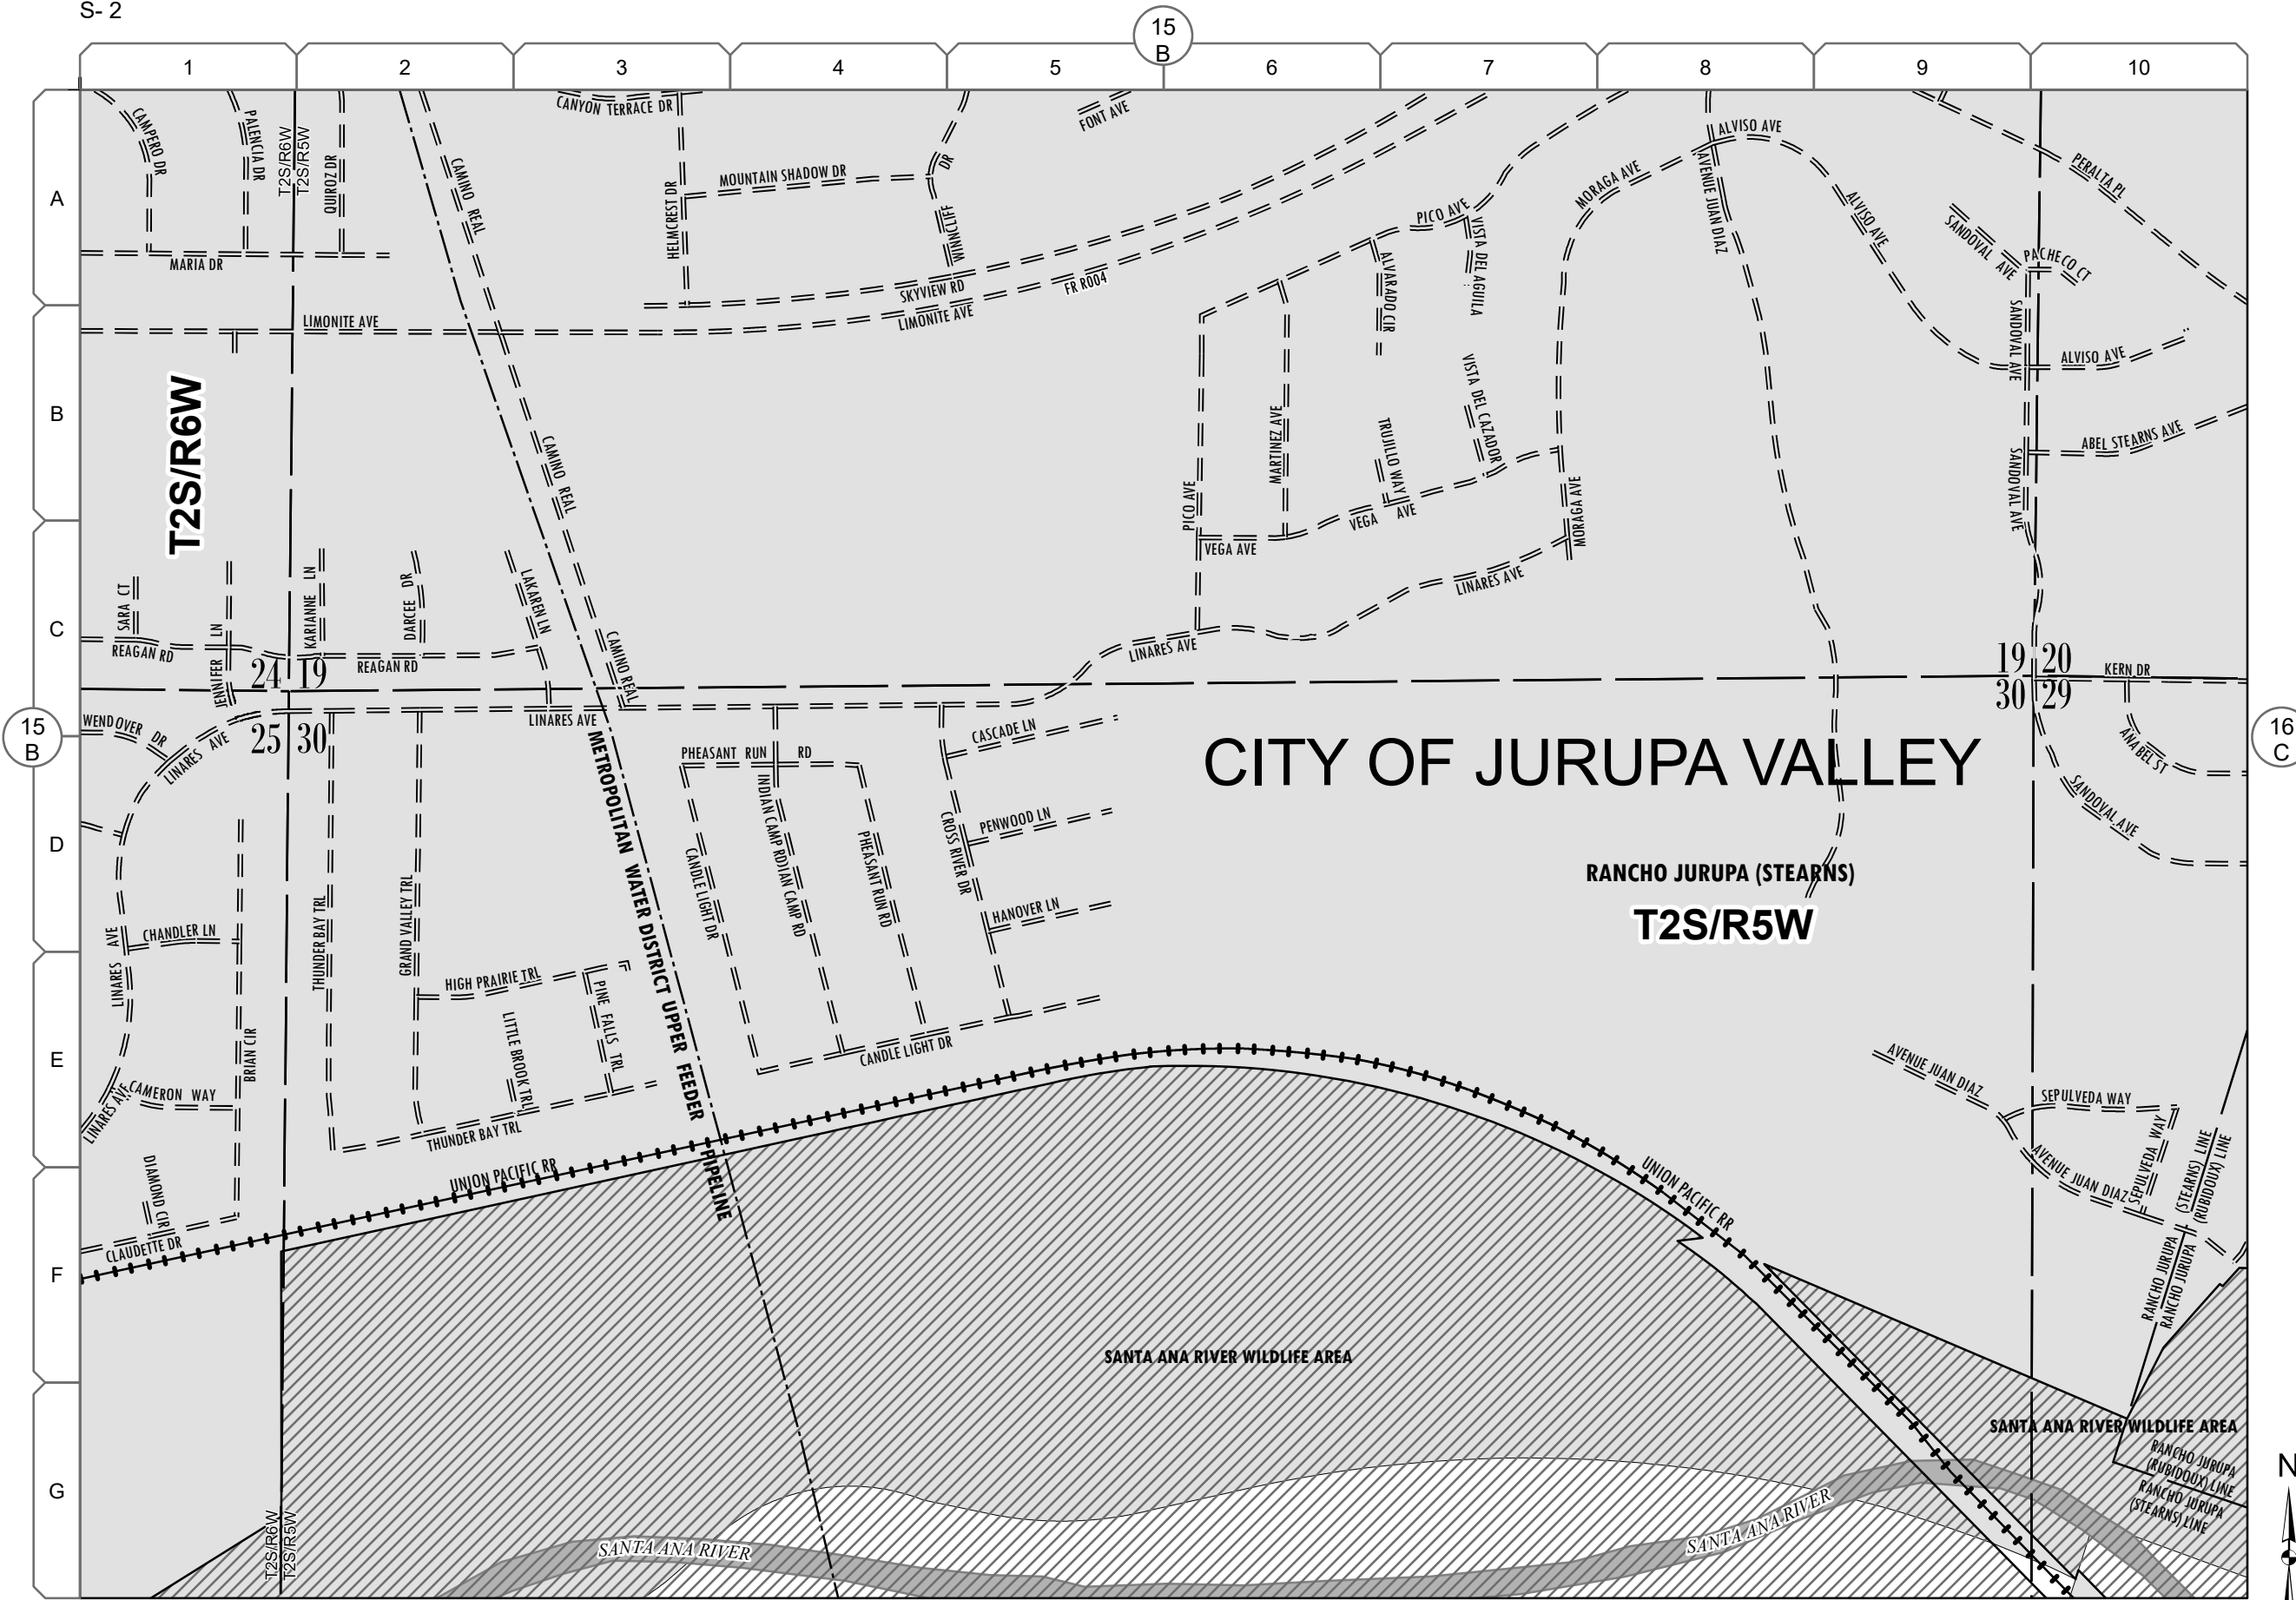 S- 2
15
B
1
2
3
4
5
6
7
8
9
10
A
B
C
D
E
F
G
15
B
16
C
CAMPERO DR
PALENCIA DR
T2S/R6W
T2S/R5W
QUIROZ DR
MARIA DR
CAMINO REAL
CANYON TERRACE DR
HELMCREST DR
MOUNTAIN SHADOW DR
WINNCLIFF DR
FONT AVE
SKYVIEW RD
FR R004
LIMONITE AVE
LIMONITE AVE
PICO AVE
VISTA DEL AGUILA
ALVARADO CIR
MORAGA AVE
ALVISO AVE
AVENUE JUAN DIAZ
ALVISO AVE
PERALTA PL
SANDOVAL AVE
PACHECO CT
SANDOVAL AVE
ALVISO AVE
ABEL STEARNS AVE
SANDOVAL AVE
T2S/R6W
CAMINO REAL
VISTA DEL CAZADOR
TRUJILLO WAY
MARTINEZ AVE
PICO AVE
VEGA AVE
VEGA AVE
MORAGA AVE
LINARES AVE
LINARES AVE
SARA CT
REAGAN RD
JENNIFER LN
KARIANNE LN
DARCEE DR
REAGAN RD
LAKAREN LN
CAMINO REAL
24
19
25
30
19
20
30
29
KERN DR
ANABEL ST
SANDOVAL AVE
WENDOVER DR
LINARES AVE
LINARES AVE
METROPOLITAN WATER DISTRICT UPPER FEEDER PIPELINE
PHEASANT RUN RD
INDIAN CAMP RD
INDIAN CAMP RD
PHEASANT RUN RD
CANDLE LIGHT DR
CROSS RIVER DR
CASCADE LN
PENWOOD LN
HANOVER LN
CANDLE LIGHT DR
CITY OF JURUPA VALLEY
RANCHO JURUPA (STEARNS)
T2S/R5W
LINARES AVE
CHANDLER LN
BRIAN CIR
CAMERON WAY
LINARES AVE
THUNDER BAY TRL
GRAND VALLEY TRL
HIGH PRAIRIE TRL
LITTLE BROOK TRL
PINE FALLS TRL
THUNDER BAY TRL
DIAMOND CIR
CLAUDETTE DR
UNION PACIFIC RR
UNION PACIFIC RR
AVENUE JUAN DIAZ
SEPULVEDA WAY
SEPULVEDA WAY
AVENUE JUAN DIAZ
RANCHO JURUPA (STEARNS) LINE
RANCHO JURUPA (RUBIDOUX) LINE
SANTA ANA RIVER WILDLIFE AREA
SANTA ANA RIVER WILDLIFE AREA
RANCHO JURUPA
(RUBIDOUX) LINE
RANCHO JURUPA
(STEARNS) LINE
SANTA ANA RIVER
SANTA ANA RIVER
T2S/R6W
T2S/R5W
N